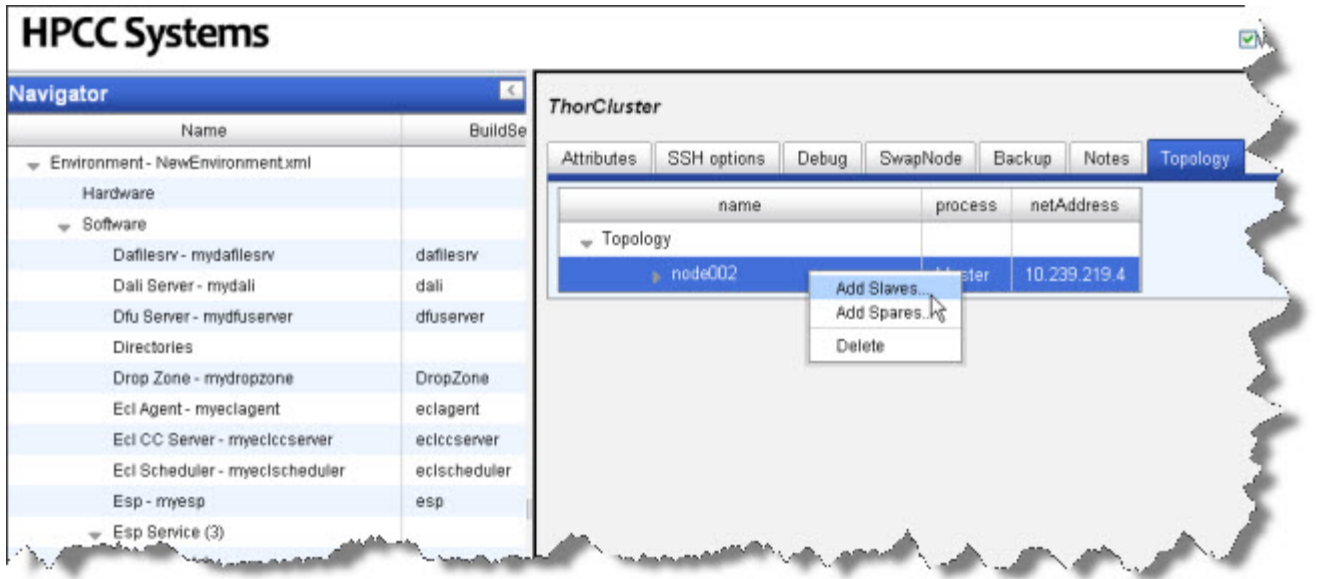 HPCC Systems
Navigator
Name BuildSe
Environment - NewEnvironment.xml
Hardware
Software
Dafilesrv - mydafilesrv dafilesrv
Dali Server - mydali dali
Dfu Server - mydfuserver dfuserver
Directories
Drop Zone - mydropzone DropZone
Ecl Agent - myeclagent eclagent
Ecl CC Server - myeclccserver eclccserver
Ecl Scheduler - myeclscheduler eclscheduler
Esp - myesp esp
Esp Service (3)
ThorCluster
Attributes SSH options Debug SwapNode Backup Notes Topology
name process netAddress
Topology
node002 10.239.219.4
Add Slaves...
Add Spares...
Delete